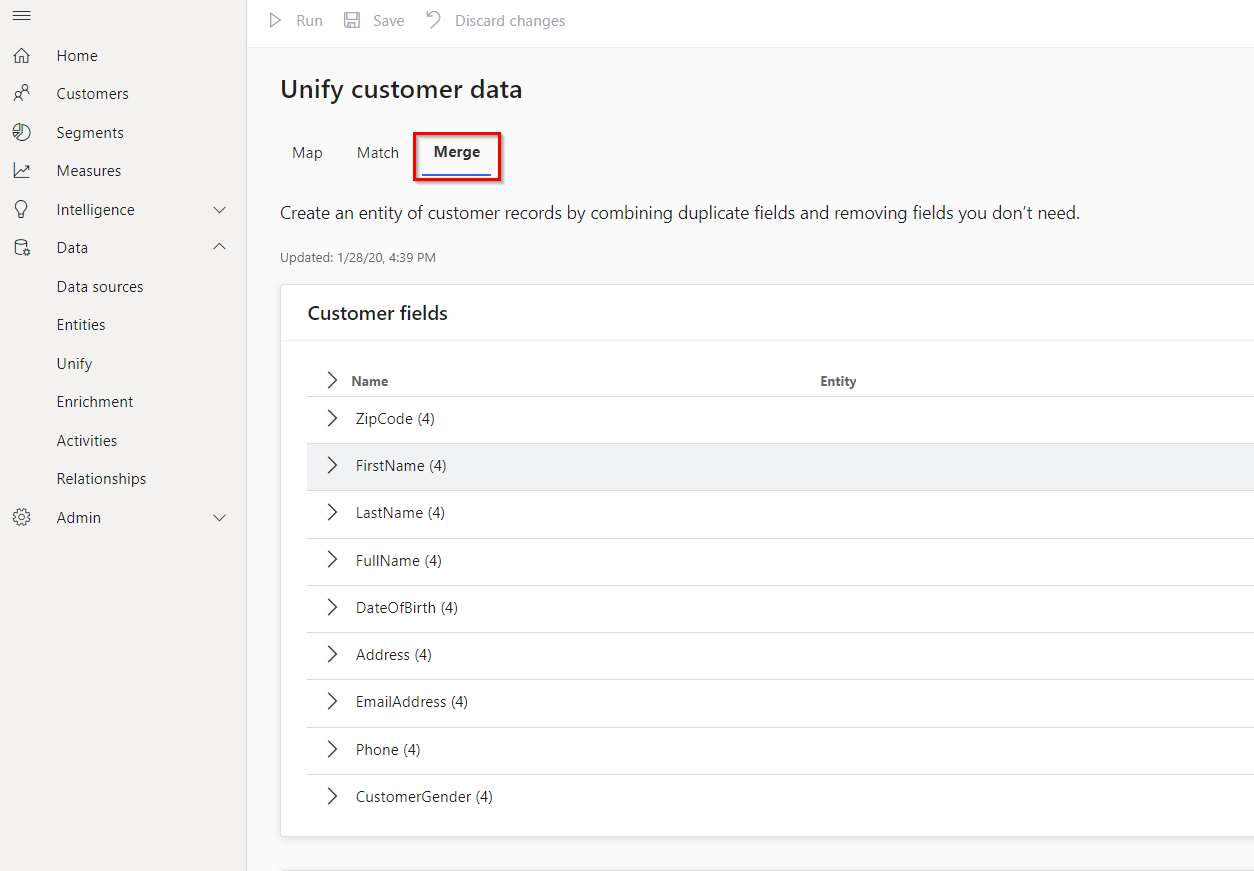 Run Save Discard changes
Home
Customers
Segments
Measures
Intelligence
Data
Data sources
Entities
Unify
Enrichment
Activities
Relationships
Admin
Unify customer data
Map Match Merge
Create an entity of customer records by combining duplicate fields and removing fields you don't need.
Updated: 1/28/20, 4:39 PM
Customer fields
Name Entity
ZipCode (4)
FirstName (4)
LastName (4)
FullName (4)
DateOfBirth (4)
Address (4)
EmailAddress (4)
Phone (4)
CustomerGender (4)